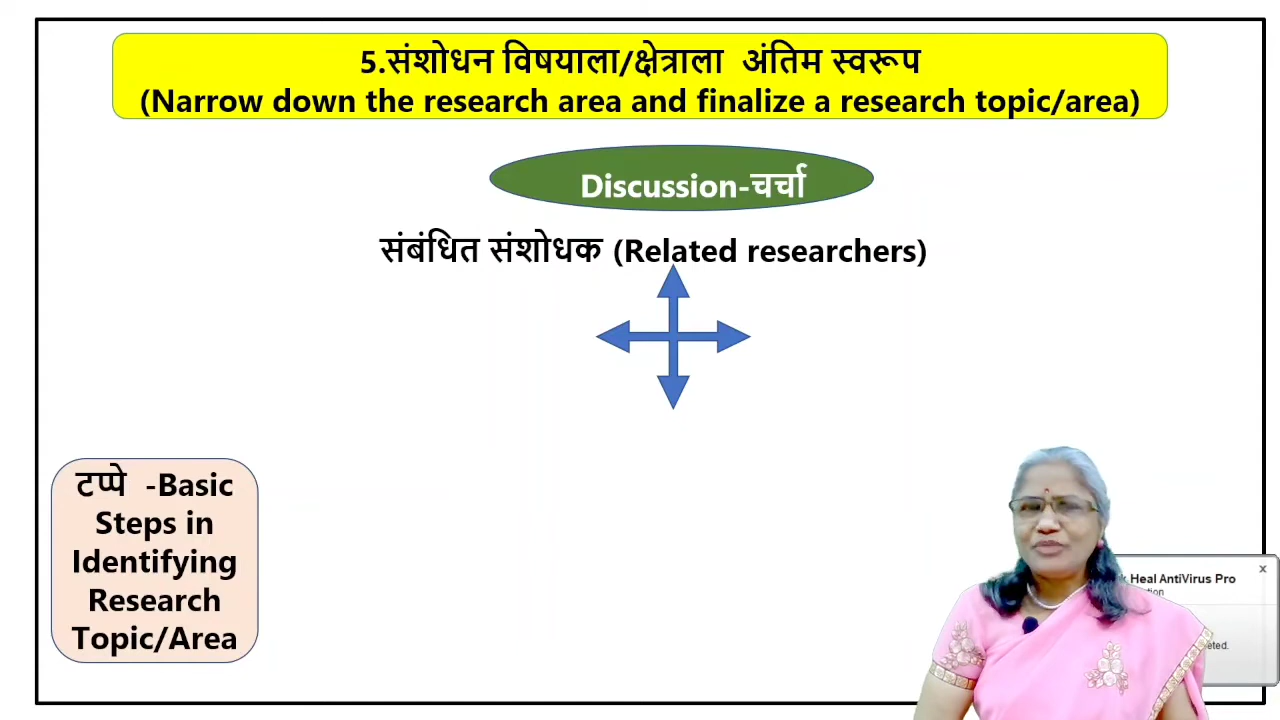 5.संशोधन विषयाला/क्षेत्राला अंतिम स्वरूप
(Narrow down the research area and finalize a research topic/area)
Discussion-चर्चा
संबंधित संशोधक (Related researchers)
टप्पे -Basic
Steps in
Identifying
Research
Topic/Area
Heal AntiVirus Pro